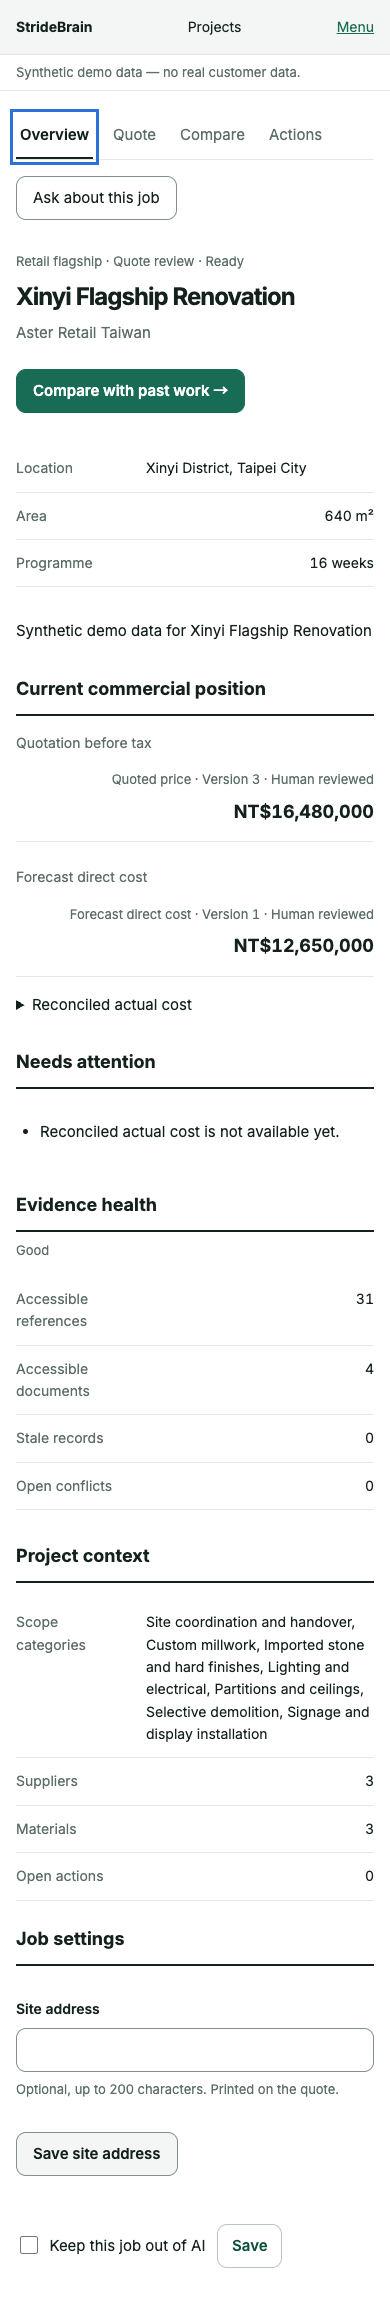 StrideBrain Projects Menu
Synthetic demo data — no real customer data.
Overview Quote Compare Actions
Ask about this job
Retail flagship · Quote review · Ready
Xinyi Flagship Renovation
Aster Retail Taiwan
Compare with past work →
Location Xinyi District, Taipei City
Area 640 m²
Programme 16 weeks
Synthetic demo data for Xinyi Flagship Renovation
Current commercial position
Quotation before tax
Quoted price · Version 3 · Human reviewed
NT$16,480,000
Forecast direct cost
Forecast direct cost · Version 1 · Human reviewed
NT$12,650,000
Reconciled actual cost
Needs attention
• Reconciled actual cost is not available yet.
Evidence health
Good
Accessible 31
references
Accessible 4
documents
Stale records 0
Open conflicts 0
Project context
Scope Site coordination and handover,
categories Custom millwork, Imported stone
and hard finishes, Lighting and
electrical, Partitions and ceilings,
Selective demolition, Signage and
display installation
Suppliers 3
Materials 3
Open actions 0
Job settings
Site address
Optional, up to 200 characters. Printed on the quote.
Save site address
Keep this job out of AI Save